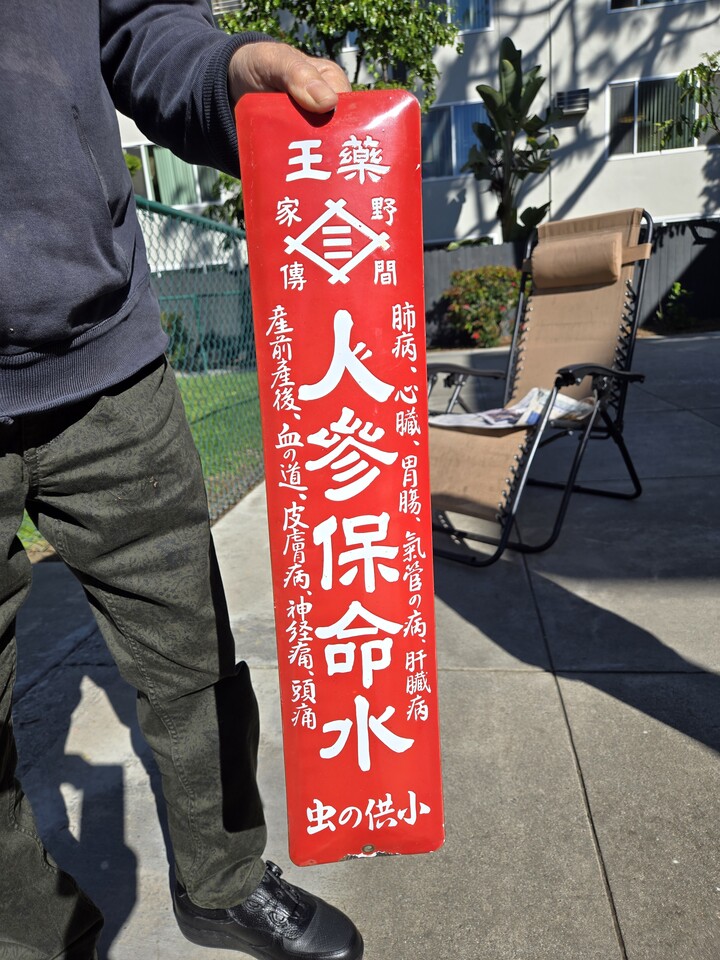 藥王
野間
家傳
三
肺病、心臓、胃腸、氣管の病、肝臓病
人參保命水
産前産後、血の道、皮膚病、神経痛、頭痛
小供の虫